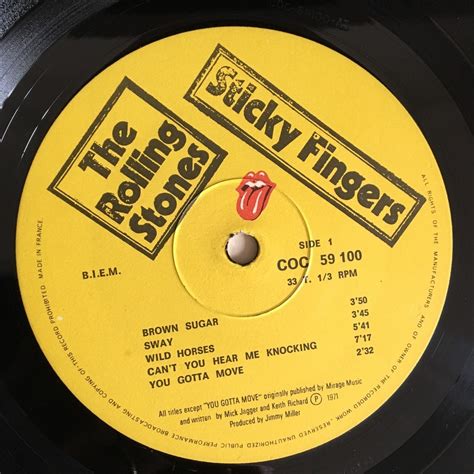 The
Rolling
Stones
Sticky Fingers
B.I.E.M.
SIDE 1
COC 59 100
33 T. 1/3 RPM
BROWN SUGAR 3'50
SWAY 3'45
WILD HORSES 5'41
CAN'T YOU HEAR ME KNOCKING 7'17
YOU GOTTA MOVE 2'32
All titles except "YOU GOTTA MOVE" originally published by Mirage Music
and written by Mick Jagger and Keith Richard Ⓟ 1971
Produced by Jimmy Miller
ALL RIGHTS OF THE MANUFACTURERS AND OF OWNER OF THE RECORDED WORK. RESERVED UNAUTHORIZED PUBLIC PERFORMANCE BROADCASTING AND COPYING OF THIS RECORD PROHIBITED. MADE IN FRANCE.